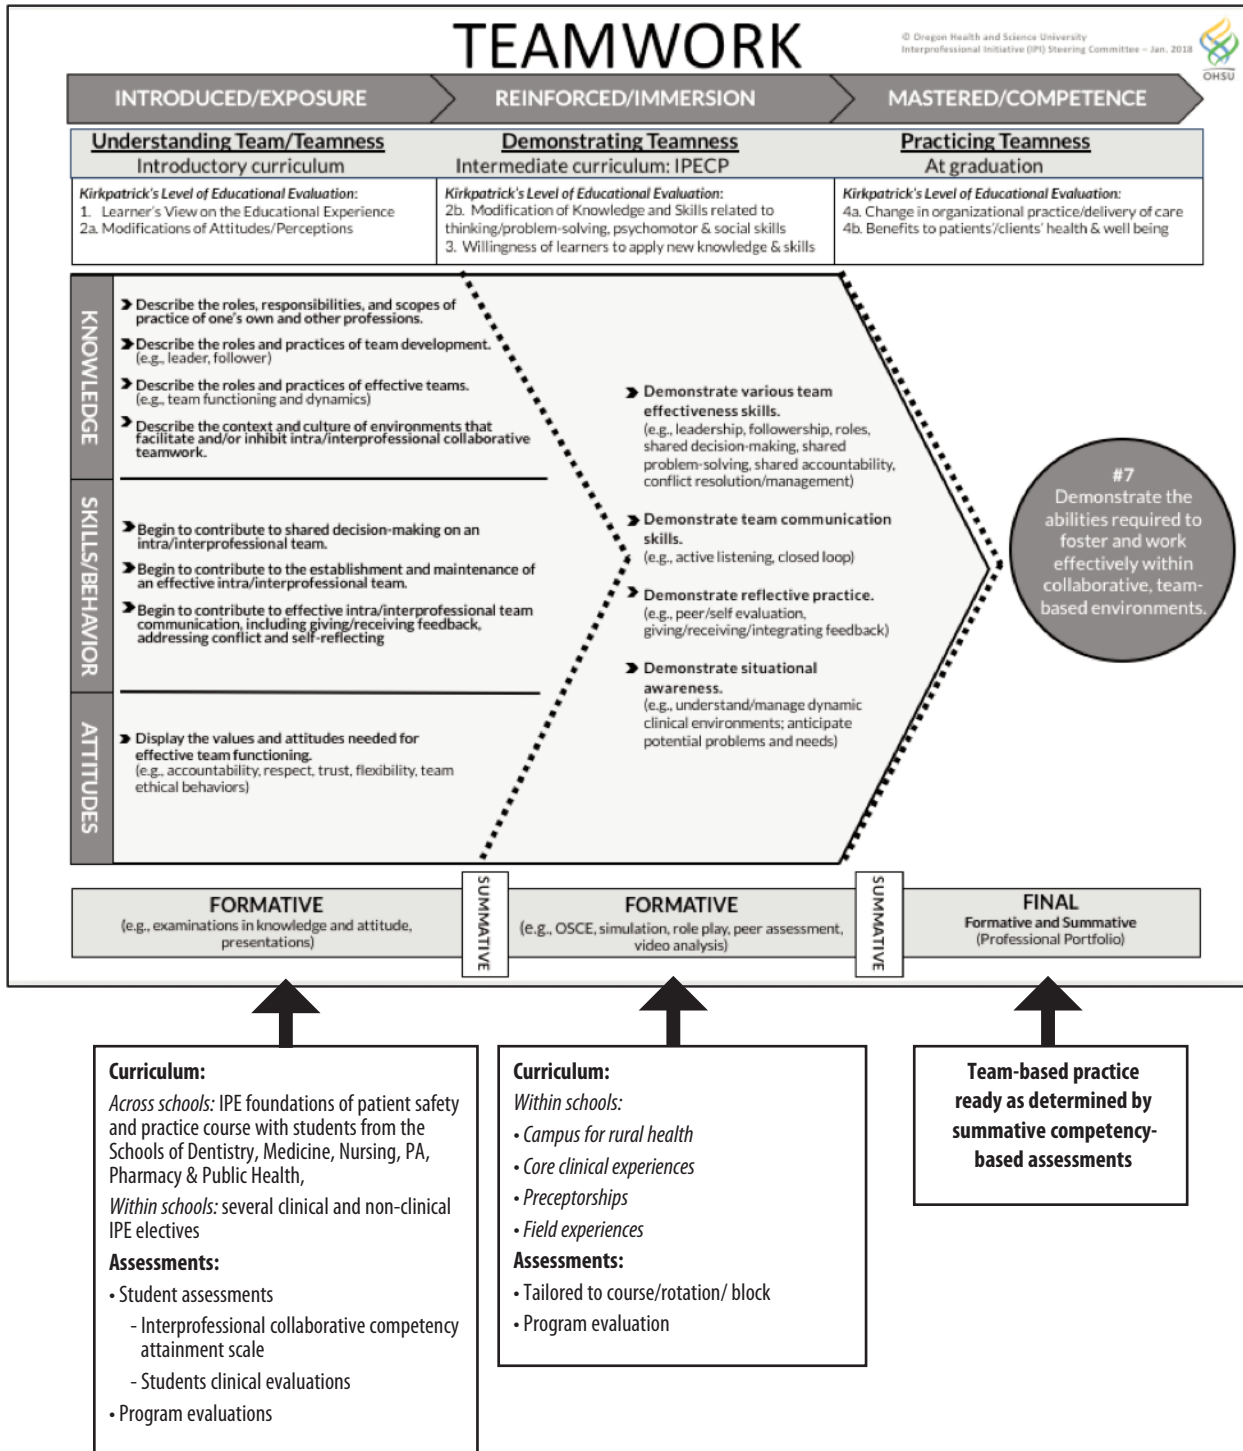 TEAMWORK
© Oregon Health and Science University
Interprofessional Initiative (IPI) Steering Committee – Jan. 2018
OHSU
INTRODUCED/EXPOSURE
REINFORCED/IMMERSION
MASTERED/COMPETENCE
Understanding Team/Teamness
Introductory curriculum
Demonstrating Teamness
Intermediate curriculum: IPECP
Practicing Teamness
At graduation
Kirkpatrick's Level of Educational Evaluation:
1. Learner's View on the Educational Experience
2a. Modifications of Attitudes/Perceptions
Kirkpatrick's Level of Educational Evaluation:
2b. Modification of Knowledge and Skills related to
thinking/problem-solving, psychomotor & social skills
3. Willingness of learners to apply new knowledge & skills
Kirkpatrick's Level of Educational Evaluation:
4a. Change in organizational practice/delivery of care
4b. Benefits to patients'/clients' health & well being
KNOWLEDGE
Describe the roles, responsibilities, and scopes of
practice of one's own and other professions.
Describe the roles and practices of team development.
(e.g., leader, follower)
Describe the roles and practices of effective teams.
(e.g., team functioning and dynamics)
Describe the context and culture of environments that
facilitate and/or inhibit intra/interprofessional collaborative
teamwork.
SKILLS/BEHAVIOR
Begin to contribute to shared decision-making on an
intra/interprofessional team.
Begin to contribute to the establishment and maintenance of
an effective intra/interprofessional team.
Begin to contribute to effective intra/interprofessional team
communication, including giving/receiving feedback,
addressing conflict and self-reflecting
ATTITUDES
Display the values and attitudes needed for
effective team functioning.
(e.g., accountability, respect, trust, flexibility, team
ethical behaviors)
Demonstrate various team
effectiveness skills.
(e.g., leadership, followership, roles,
shared decision-making, shared
problem-solving, shared accountability,
conflict resolution/management)
Demonstrate team communication
skills.
(e.g., active listening, closed loop)
Demonstrate reflective practice.
(e.g., peer/self evaluation,
giving/receiving/integrating feedback)
Demonstrate situational
awareness.
(e.g., understand/manage dynamic
clinical environments; anticipate
potential problems and needs)
#7
Demonstrate the
abilities required to
foster and work
effectively within
collaborative, team-
based environments.
FORMATIVE
(e.g., examinations in knowledge and attitude,
presentations)
SUMMATIVE
FORMATIVE
(e.g., OSCE, simulation, role play, peer assessment,
video analysis)
SUMMATIVE
FINAL
Formative and Summative
(Professional Portfolio)
Curriculum:
Across schools: IPE foundations of patient safety
and practice course with students from the
Schools of Dentistry, Medicine, Nursing, PA,
Pharmacy & Public Health,
Within schools: several clinical and non-clinical
IPE electives
Assessments:
• Student assessments
- Interprofessional collaborative competency
attainment scale
- Students clinical evaluations
• Program evaluations
Curriculum:
Within schools:
• Campus for rural health
• Core clinical experiences
• Preceptorships
• Field experiences
Assessments:
• Tailored to course/rotation/ block
• Program evaluation
Team-based practice
ready as determined by
summative competency-
based assessments